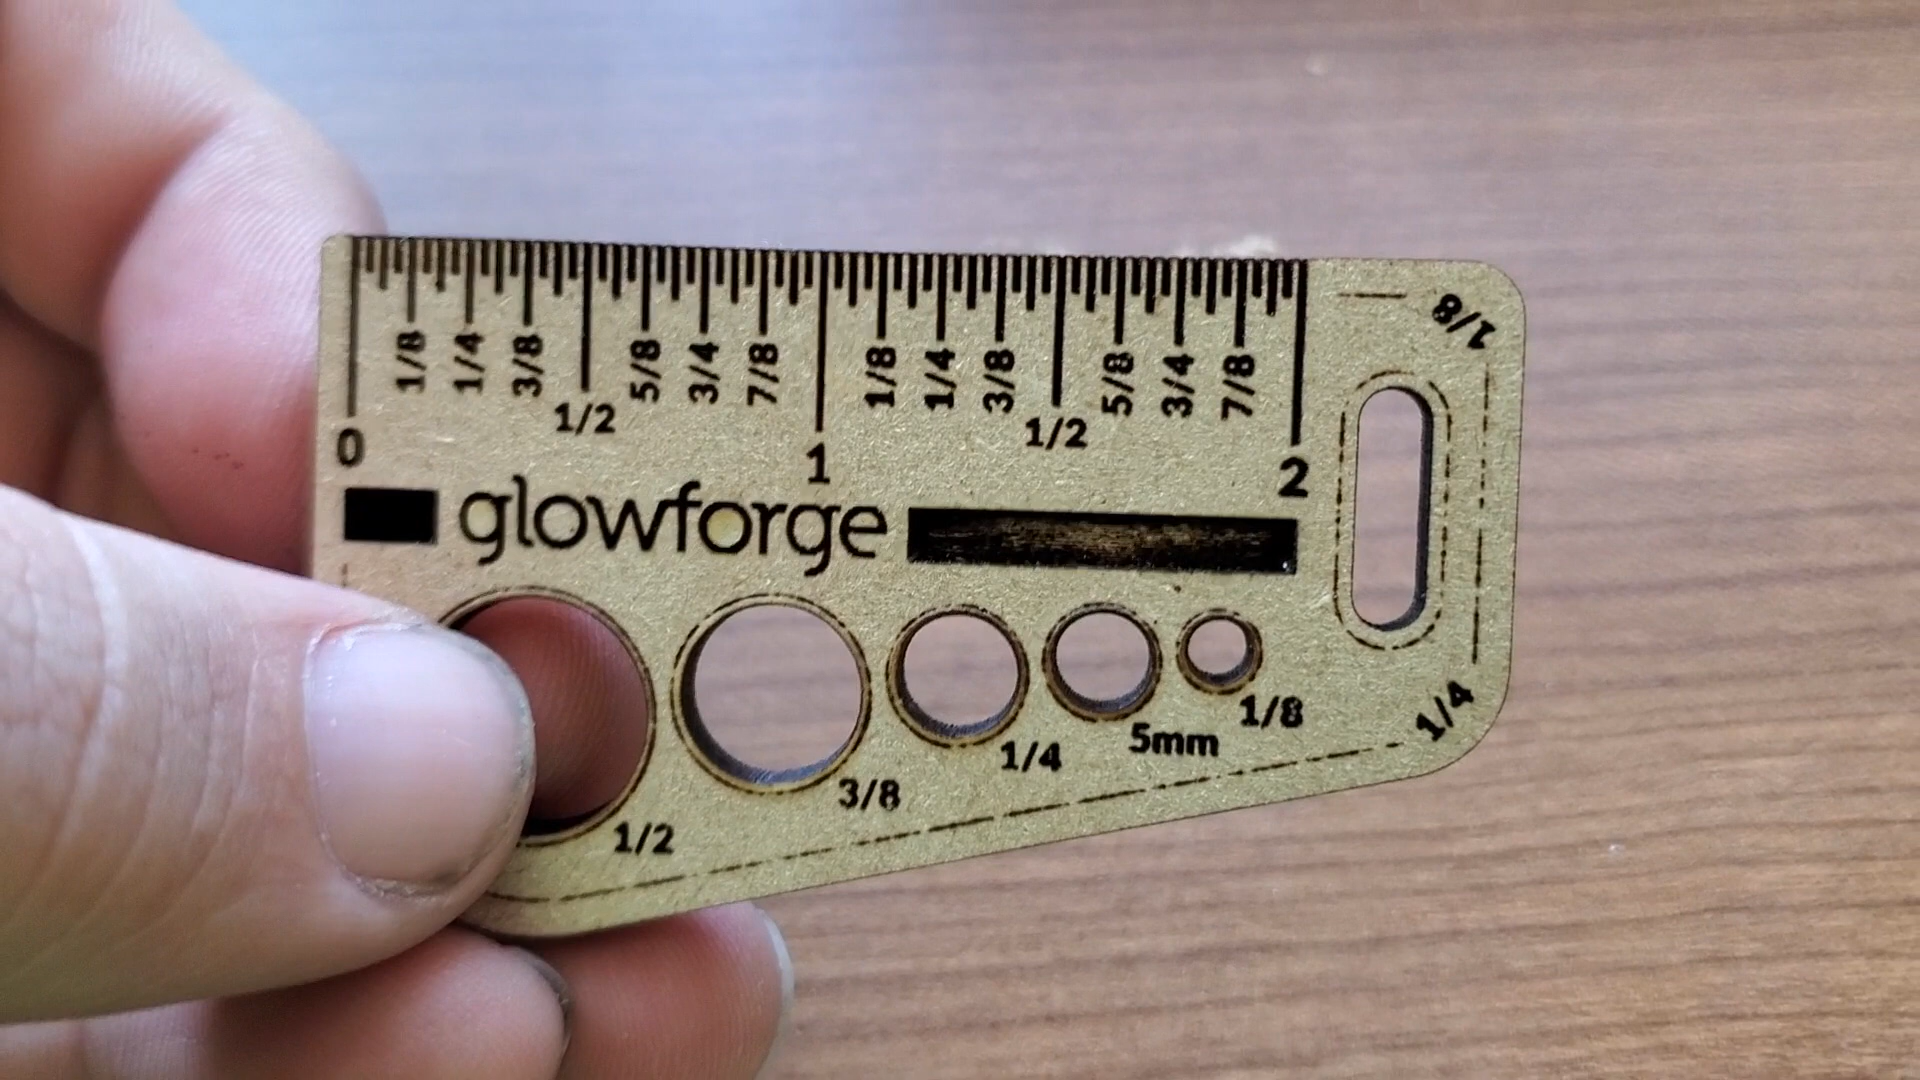 1/8 1/4 3/8 1/2 5/8 3/4 7/8 1/8 1/4 3/8 1/2 5/8 3/4 7/8 1/8
0 1 2
glowforge
1/2 3/8 1/4 5mm 1/8 1/4